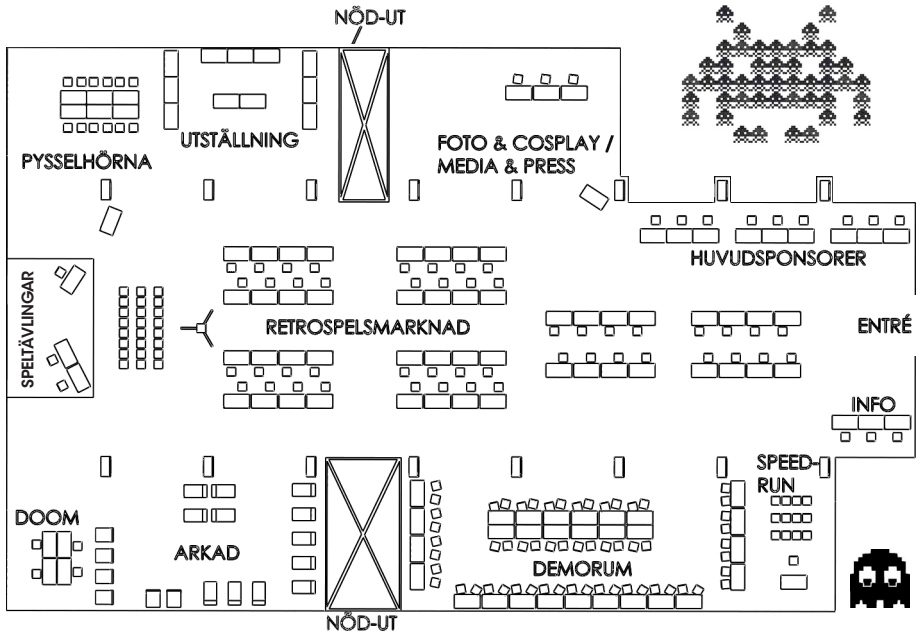 NÖD-UT
PYSSELHÖRNA
UTSTÄLLNING
FOTO & COSPLAY /
MEDIA & PRESS
HUVUDSPONSORER
SPELTÄVLINGAR
RETROSPELSMARKNAD
ENTRÉ
INFO
SPEED-
RUN
DOOM
ARKAD
DEMORUM
NÖD-UT